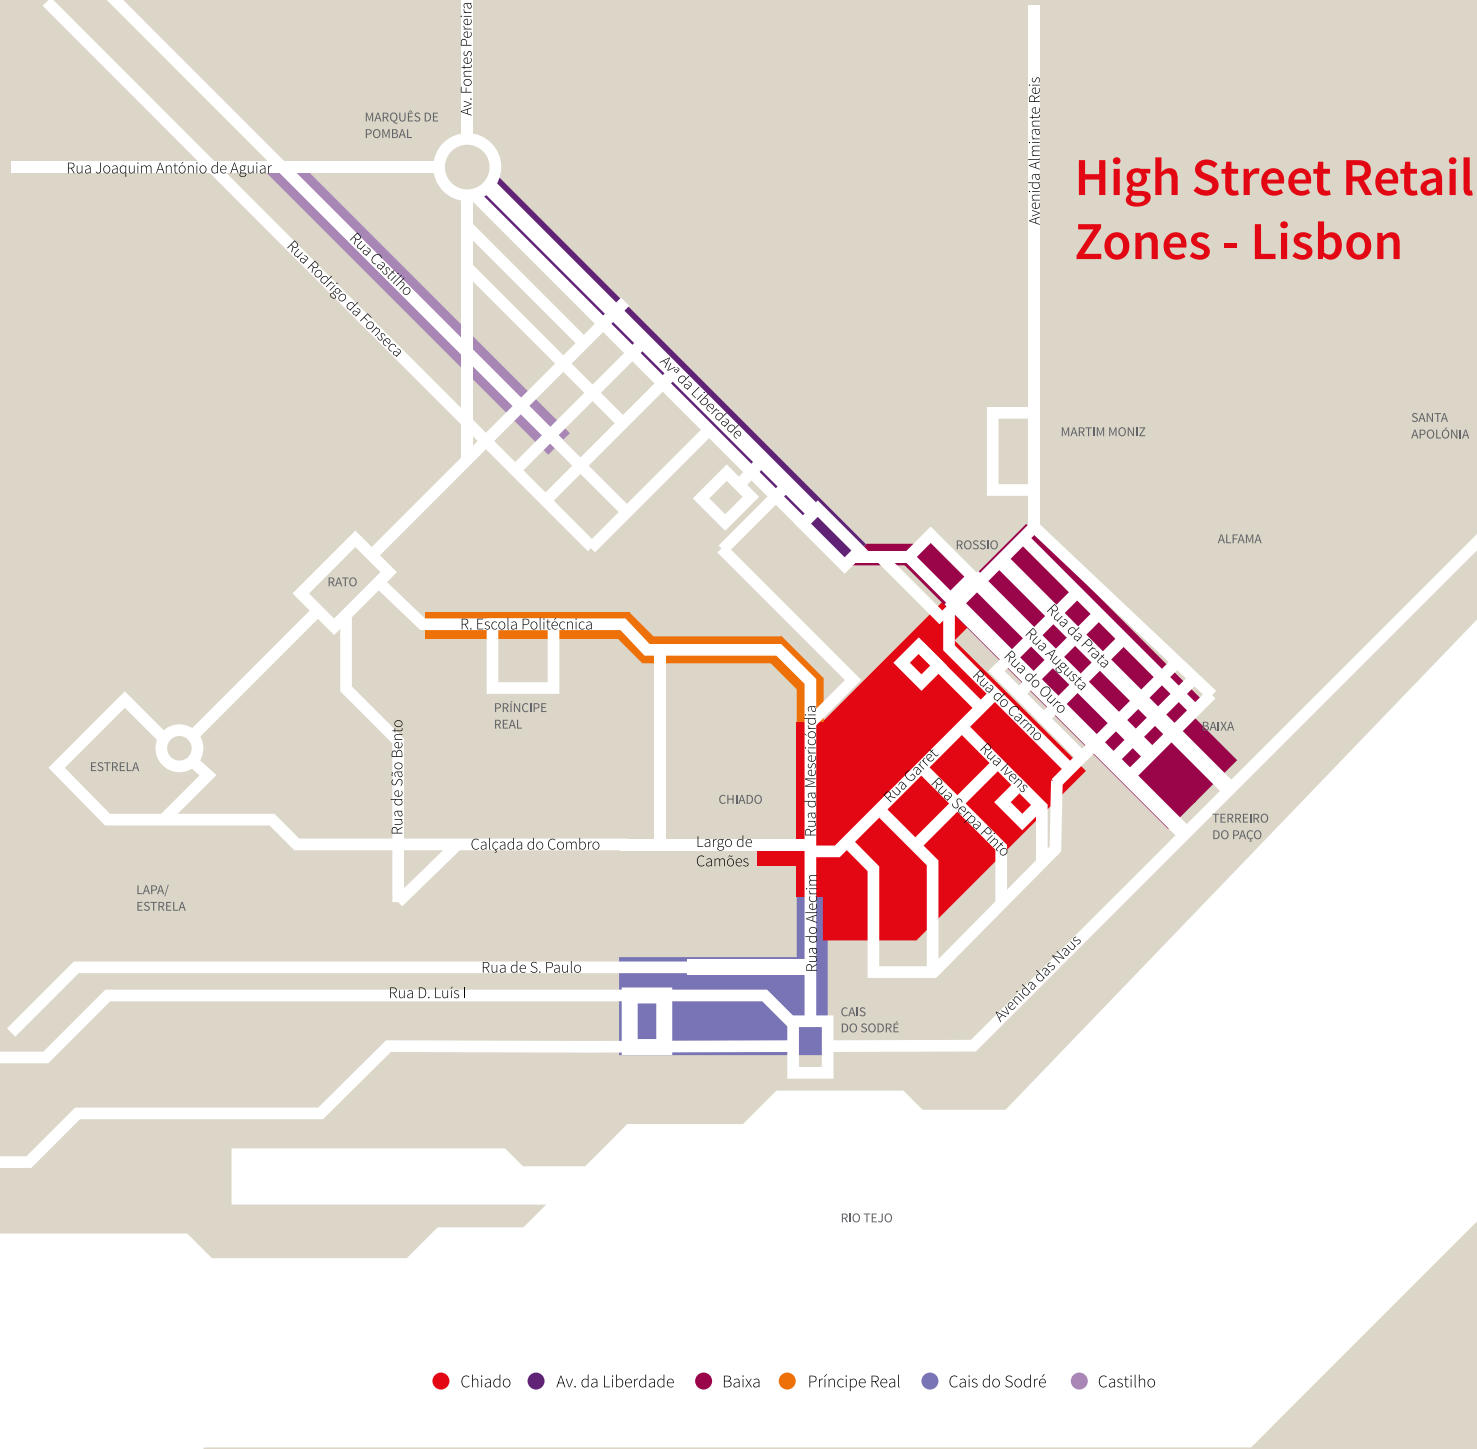 Av. Fontes Pereira
MARQUÊS DE
POMBAL
Rua Joaquim António de Aguiar
Avenida Almirante Reis
High Street Retail
Zones - Lisbon
Rua Castilho
Rua Rodrigo da Fonseca
Avª da Liberdade
MARTIM MONIZ
SANTA
APOLÓNIA
ROSSIO
ALFAMA
RATO
R. Escola Politécnica
Rua da Prata
Rua Augusta
Rua do Ouro
Rua do Carmo
PRÍNCIPE
REAL
BAIXA
ESTRELA
Rua de São Bento
Rua da Mesericórdia
Rua Garret
Rua Ivens
Rua Serpa Pinto
CHIADO
TERREIRO
DO PAÇO
Calçada do Combro
Largo de
Camões
LAPA/
ESTRELA
Rua do Alecrim
Rua de S. Paulo
Rua D. Luís I
Avenida das Naus
CAIS
DO SODRÉ
RIO TEJO
Chiado
Av. da Liberdade
Baixa
Príncipe Real
Cais do Sodré
Castilho